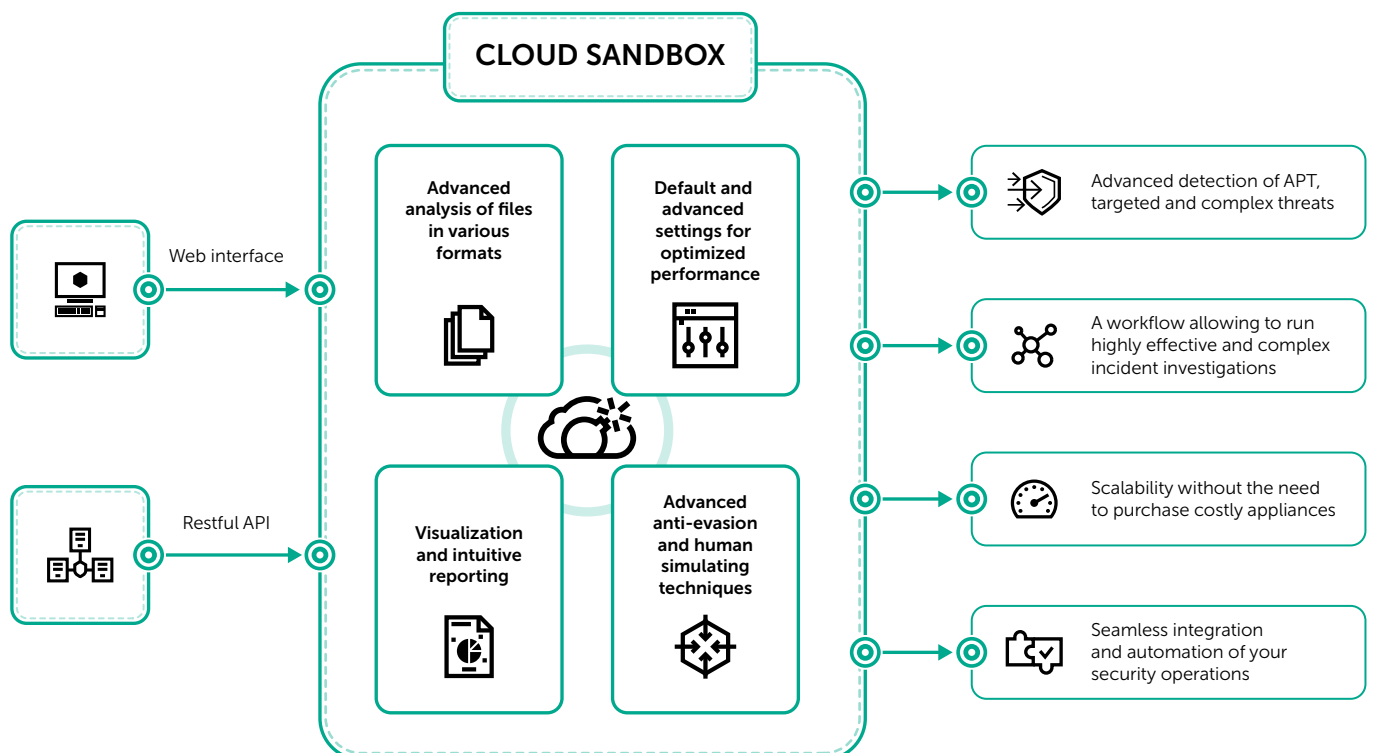 CLOUD SANDBOX
Web interface
Restful API
Advanced
analysis of files
in various
formats
Default and
advanced
settings for
optimized
performance
Visualization
and intuitive
reporting
Advanced
anti-evasion
and human
simulating
techniques
Advanced detection of APT,
targeted and complex threats
A workflow allowing to run
highly effective and complex
incident investigations
Scalability without the need
to purchase costly appliances
Seamless integration
and automation of your
security operations